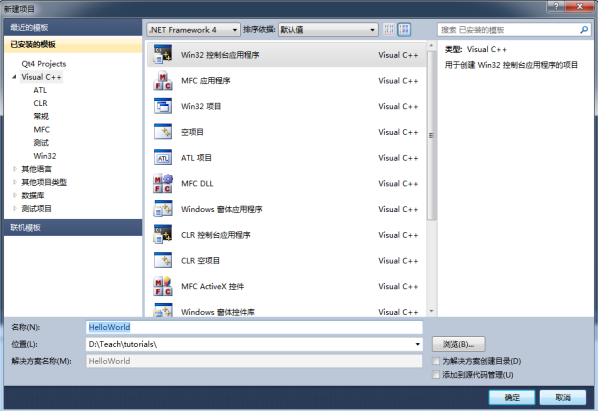 新建项目
最近的模板
.NET Framework 4
排序依据: 默认值
搜索 已安装的模板
已安装的模板
Qt4 Projects
Visual C++
ATL
CLR
常规
MFC
测试
Win32
其他语言
其他项目类型
数据库
测试项目
联机模板
Win32 控制台应用程序 Visual C++
MFC 应用程序 Visual C++
Win32 项目 Visual C++
空项目 Visual C++
ATL 项目 Visual C++
MFC DLL Visual C++
Windows 窗体应用程序 Visual C++
CLR 控制台应用程序 Visual C++
CLR 空项目 Visual C++
MFC ActiveX 控件 Visual C++
Windows 窗体控件库 Visual C++
类型: Visual C++
用于创建 Win32 控制台应用程序的项目
名称(N): HelloWorld
位置(L): D:\Teach\tutorials\ 浏览(B)...
解决方案名称(M): HelloWorld
为解决方案创建目录(D)
添加到源代码管理(U)
确定 取消